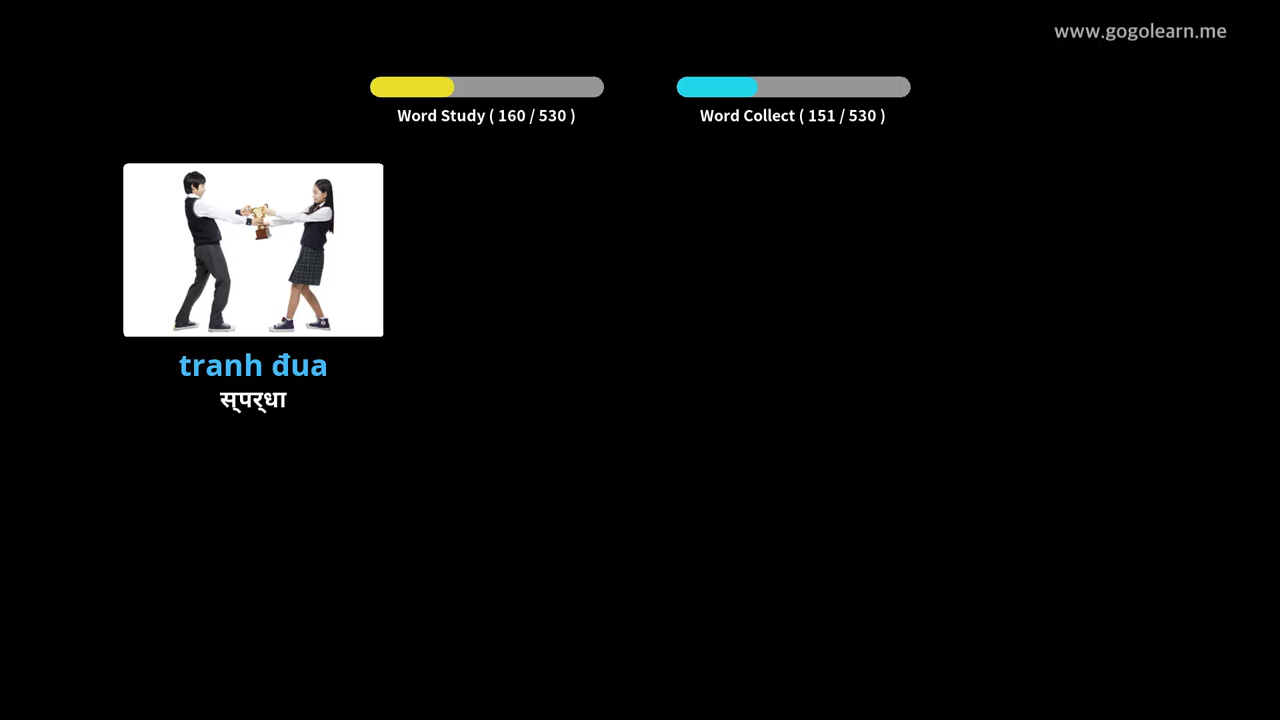 www.gogolearn.me
Word Study ( 160 / 530 )
Word Collect ( 151 / 530 )
tranh đua
स्पर्धा